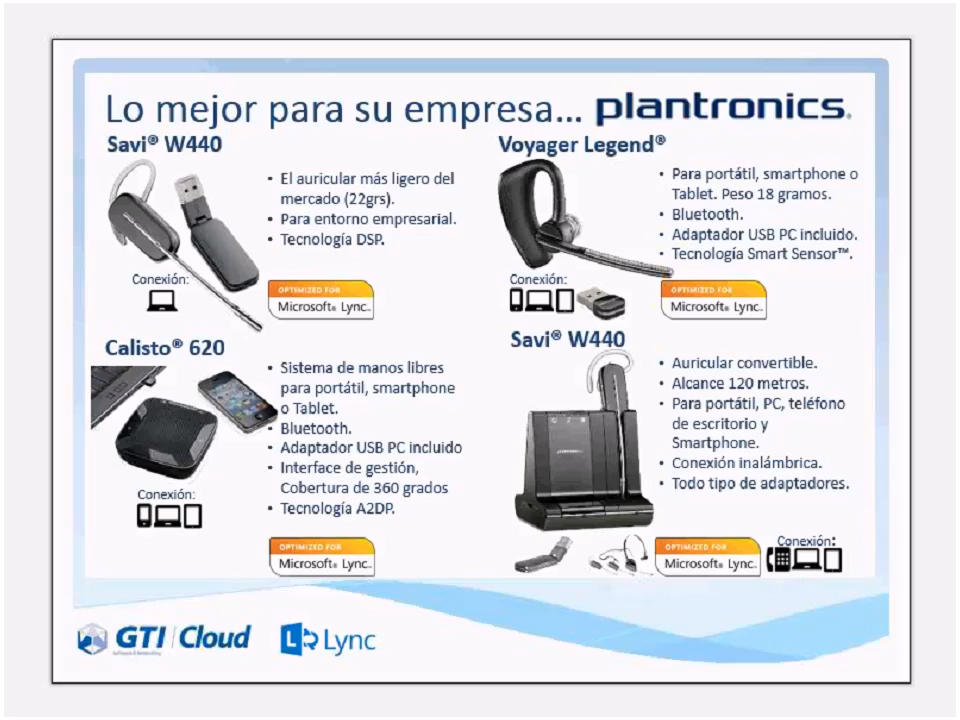 Lo mejor para su empresa... plantronics.
Savi® W440
• El auricular más ligero del
mercado (22grs).
• Para entorno empresarial.
• Tecnología DSP.
Conexión:
OPTIMIZED FOR
Microsoft® Lync™
Voyager Legend®
• Para portátil, smartphone o
Tablet. Peso 18 gramos.
• Bluetooth.
• Adaptador USB PC incluido.
• Tecnología Smart Sensor™.
Conexión:
OPTIMIZED FOR
Microsoft® Lync™
Calisto® 620
• Sistema de manos libres
para portátil, smartphone
o Tablet.
• Bluetooth.
• Adaptador USB PC incluido
• Interface de gestión,
Cobertura de 360 grados
• Tecnología A2DP.
Conexión:
OPTIMIZED FOR
Microsoft® Lync™
Savi® W440
• Auricular convertible.
• Alcance 120 metros.
• Para portátil, PC, teléfono
de escritorio y
Smartphone.
• Conexión inalámbrica.
• Todo tipo de adaptadores.
OPTIMIZED FOR
Microsoft® Lync™
Conexión:
GTI Cloud
Lync